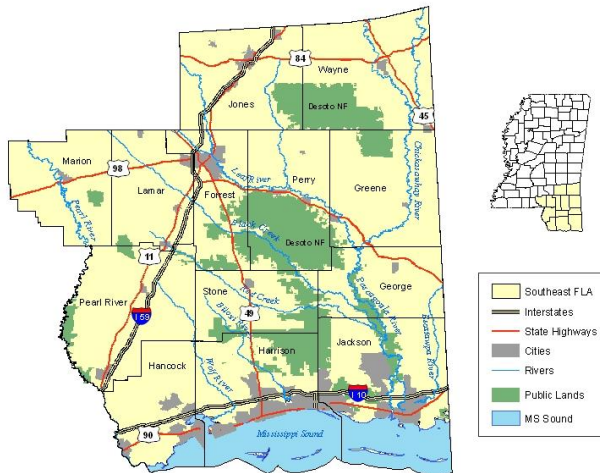 84
Wayne
Jones
Desoto NF
45
Chickasawhay River
Marion
98
Lamar
Forrest
Leaf River
Perry
Greene
Pearl River
Black Creek
Desoto NF
11
Pearl River
I 59
Stone
Red Creek
Biloxi River
49
Pascagoula River
George
Escatawpa River
Hancock
Wolf River
Harrison
Jackson
I 10
90
Mississippi Sound
Southeast FLA
Interstates
State Highways
Cities
Rivers
Public Lands
MS Sound